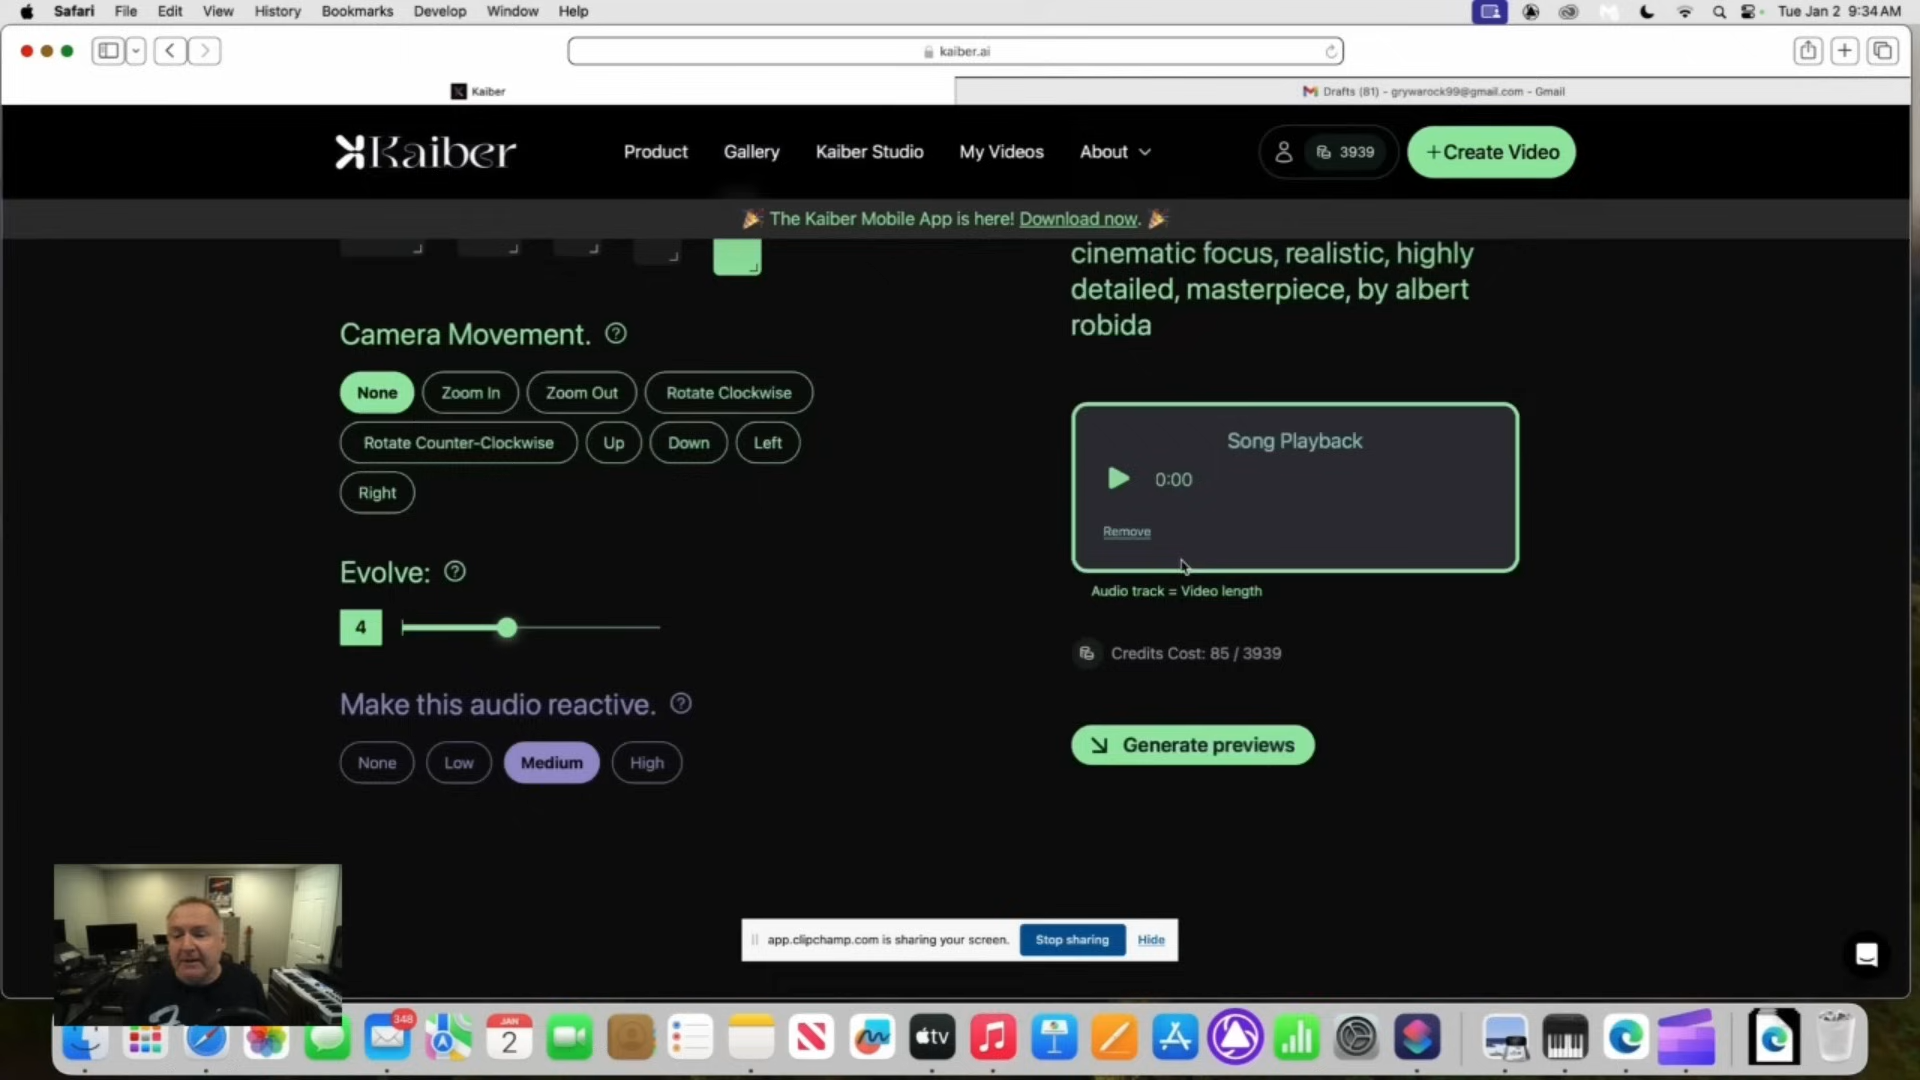 Safari File Edit View History Bookmarks Develop Window Help Tue Jan 2 9:34 AM
kaiber.ai
Kaiber
Drafts (81) - grywarock99@gmail.com - Gmail
Kaiber Product Gallery Kaiber Studio My Videos About 3939 +Create Video
🎉 The Kaiber Mobile App is here! Download now. 🎉
Camera Movement. ?
None Zoom In Zoom Out Rotate Clockwise
Rotate Counter-Clockwise Up Down Left
Right
Evolve: ?
4
Make this audio reactive. ?
None Low Medium High
cinematic focus, realistic, highly
detailed, masterpiece, by albert
robida
Song Playback
0:00
Remove
Audio track = Video length
Credits Cost: 85 / 3939
Generate previews
app.clipchamp.com is sharing your screen. Stop sharing Hide
348
JAN
2
tv